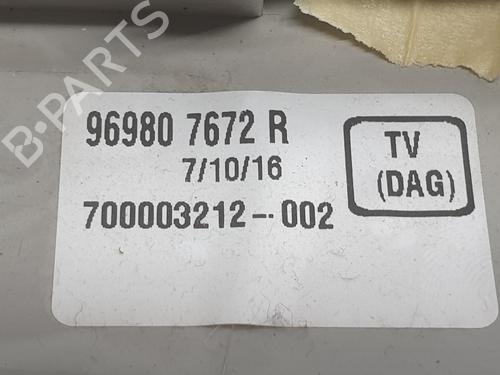 B-PARTS
96980 7672 R
7/10/16
700003212-002
TV
(DAG)